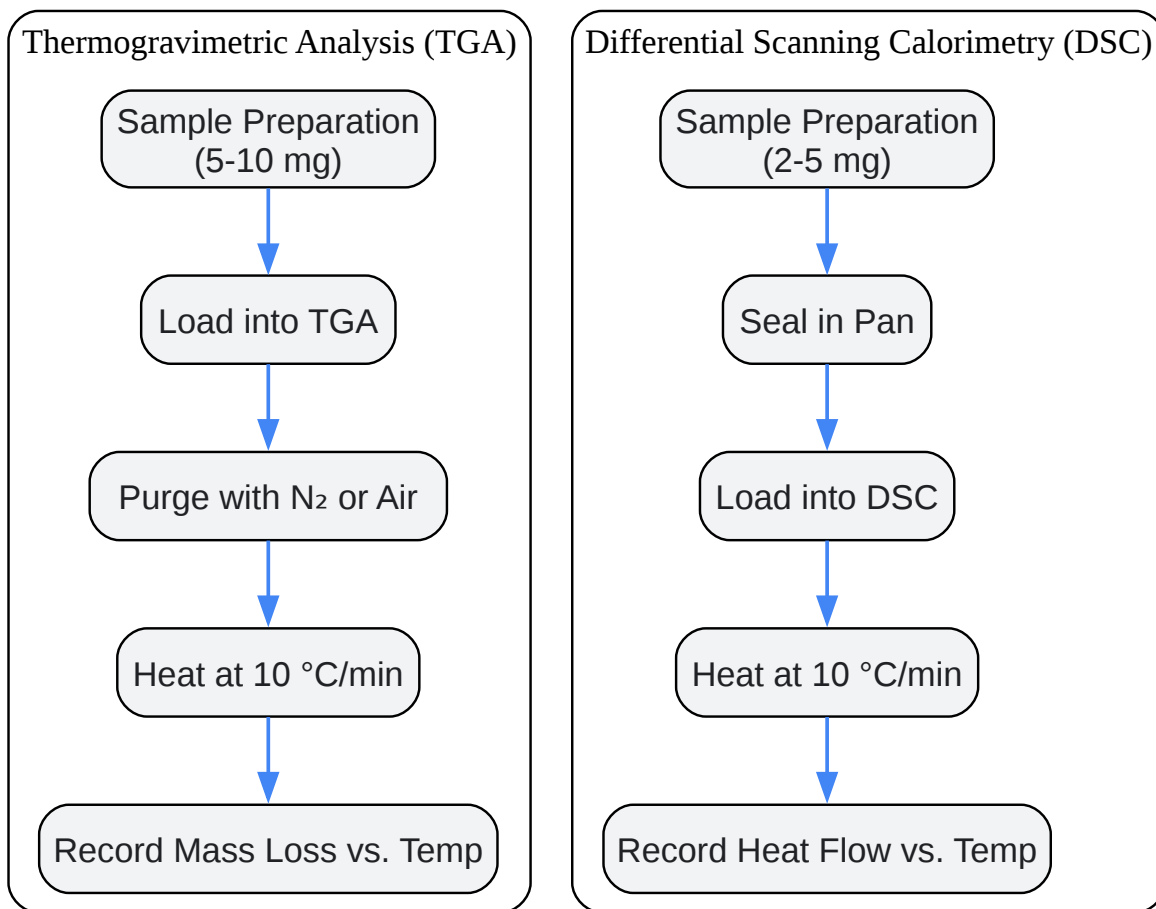 Thermogravimetric Analysis (TGA)
Sample Preparation
(5-10 mg)
Load into TGA
Purge with N₂ or Air
Heat at 10 °C/min
Record Mass Loss vs. Temp
Differential Scanning Calorimetry (DSC)
Sample Preparation
(2-5 mg)
Seal in Pan
Load into DSC
Heat at 10 °C/min
Record Heat Flow vs. Temp